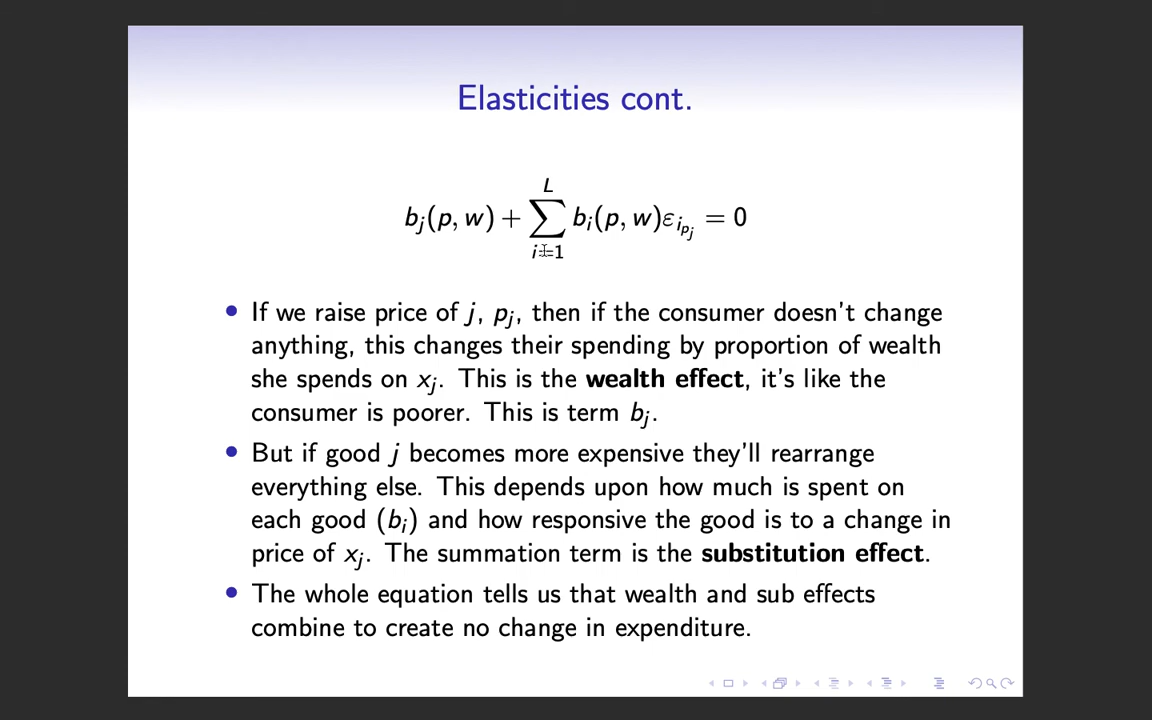 Elasticities cont.
b_j(p, w) + \sum_{i=1}^{L} b_i(p, w)ε_{i_{p_j}} = 0
• If we raise price of j, p_j, then if the consumer doesn't change
anything, this changes their spending by proportion of wealth
she spends on x_j. This is the wealth effect, it's like the
consumer is poorer. This is term b_j.
• But if good j becomes more expensive they'll rearrange
everything else. This depends upon how much is spent on
each good (b_i) and how responsive the good is to a change in
price of x_j. The summation term is the substitution effect.
• The whole equation tells us that wealth and sub effects
combine to create no change in expenditure.